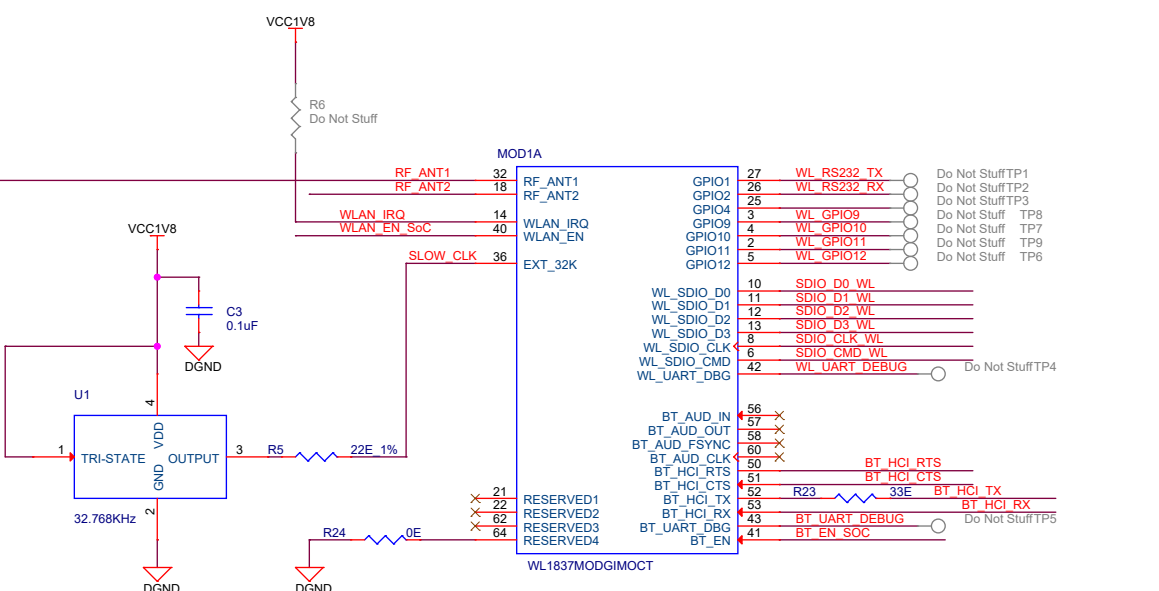 VCC1V8
R6
Do Not Stuff
MOD1A
RF_ANT1 32 RF_ANT1 GPIO1 27 WL_RS232_TX Do Not StuffTP1
RF_ANT2 18 RF_ANT2 GPIO2 26 WL_RS232_RX Do Not StuffTP2
GPIO4 25 Do Not StuffTP3
WLAN_IRQ 14 WLAN_IRQ GPIO9 3 WL_GPIO9 Do Not Stuff TP8
WLAN_EN_SoC 40 WLAN_EN GPIO10 4 WL_GPIO10 Do Not Stuff TP7
GPIO11 2 WL_GPIO11 Do Not Stuff TP9
SLOW_CLK 36 EXT_32K GPIO12 5 WL_GPIO12 Do Not Stuff TP6
VCC1V8
WL_SDIO_D0 10 SDIO_D0_WL
WL_SDIO_D1 11 SDIO_D1_WL
WL_SDIO_D2 12 SDIO_D2_WL
WL_SDIO_D3 13 SDIO_D3_WL
WL_SDIO_CLK 8 SDIO_CLK_WL
WL_SDIO_CMD 6 SDIO_CMD_WL
WL_UART_DBG 42 WL_UART_DEBUG Do Not StuffTP4
C3
0.1uF
DGND
U1
4
VDD
1 TRI-STATE OUTPUT 3 R5 22E_1%
GND
2
32.768KHz
DGND
BT_AUD_IN 56
BT_AUD_OUT 57
BT_AUD_FSYNC 58
BT_AUD_CLK 60
BT_HCI_RTS 50 BT_HCI_RTS
BT_HCI_CTS 51 BT_HCI_CTS
21 RESERVED1 BT_HCI_TX 52 R23 33E BT_HCI_TX
22 RESERVED2 BT_HCI_RX 53 BT_HCI_RX
62 RESERVED3 BT_UART_DBG 43 BT_UART_DEBUG Do Not StuffTP5
R24 0E 64 RESERVED4 BT_EN 41 BT_EN_SOC
DGND
WL1837MODGIMOCT